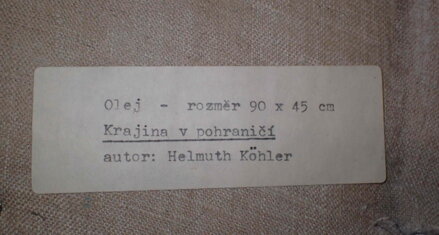 Olej - rozměr 90 x 45 cm
Krajina v pohraničí
autor: Helmuth Köhler